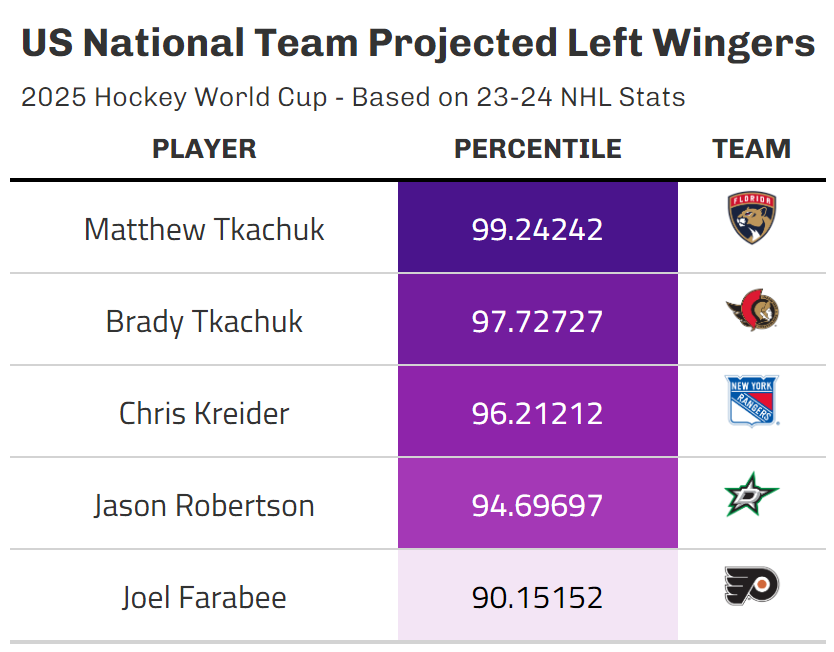 US National Team Projected Left Wingers
2025 Hockey World Cup - Based on 23-24 NHL Stats
PLAYER PERCENTILE TEAM
Matthew Tkachuk 99.24242 FLORIDA
Brady Tkachuk 97.72727
Chris Kreider 96.21212 NEW YORK RANGERS
Jason Robertson 94.69697 D
Joel Farabee 90.15152